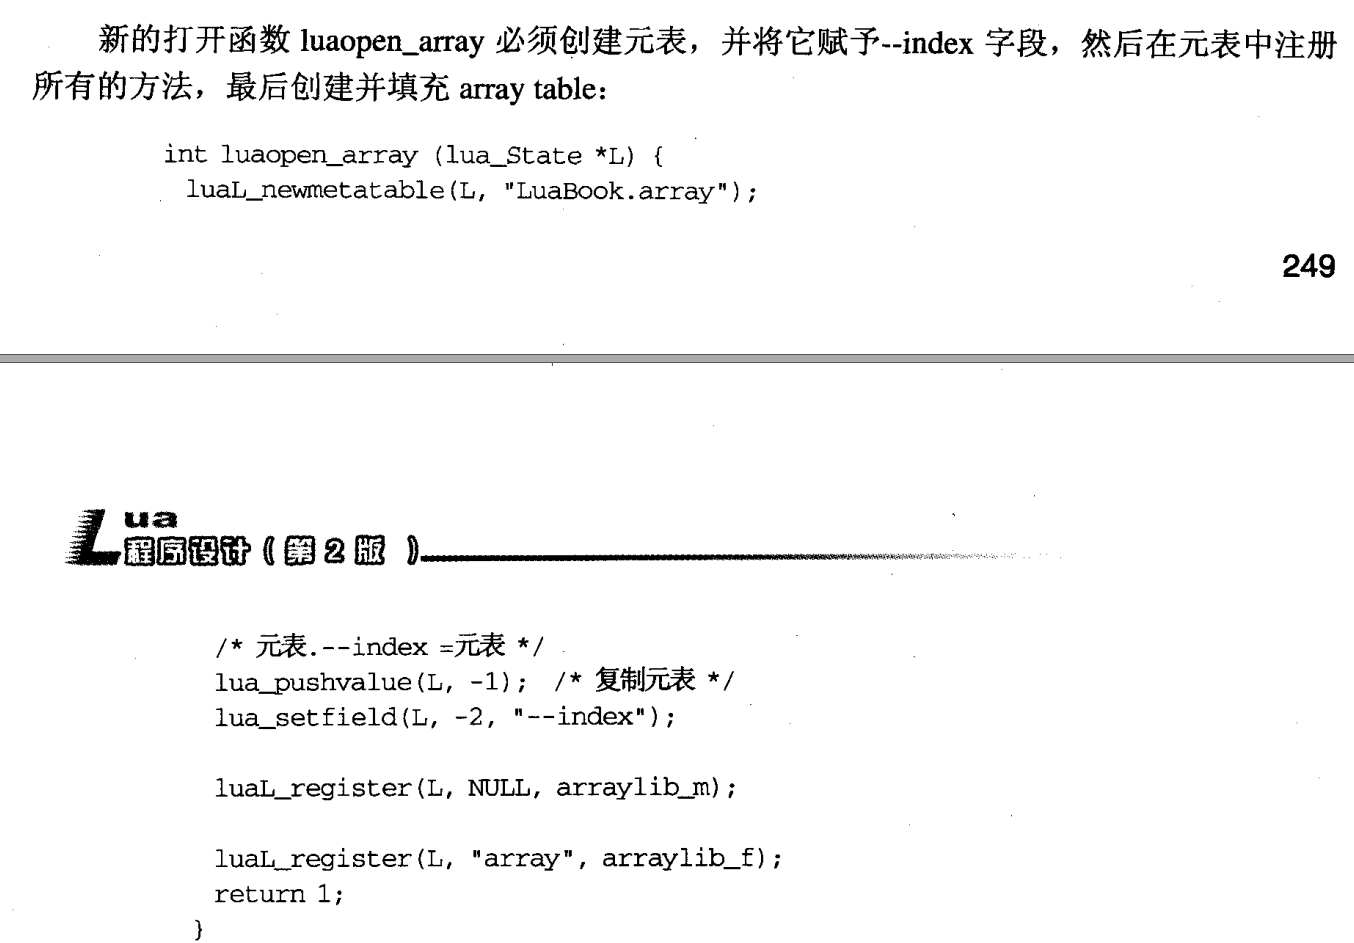 新的打开函数 luaopen_array 必须创建元表，并将它赋予--index 字段，然后在元表中注册
所有的方法，最后创建并填充 array table：
int luaopen_array (lua_State *L) {
luaL_newmetatable(L, "LuaBook.array");
249
Lua
程序设计（第2版）
/* 元表.--index =元表 */
lua_pushvalue(L, -1); /* 复制元表 */
lua_setfield(L, -2, "--index");
luaL_register(L, NULL, arraylib_m);
luaL_register(L, "array", arraylib_f);
return 1;
}